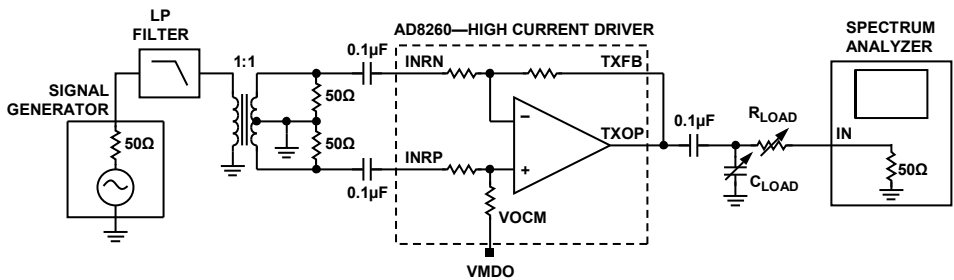 LP
FILTER
AD8260—HIGH CURRENT DRIVER
SPECTRUM
ANALYZER
SIGNAL
GENERATOR
1:1
0.1µF
INRN
TXFB
50Ω
50Ω
50Ω
0.1µF
INRP
TXOP
0.1µF
RLOAD
CLOAD
IN
50Ω
−
+
VOCM
VMDO